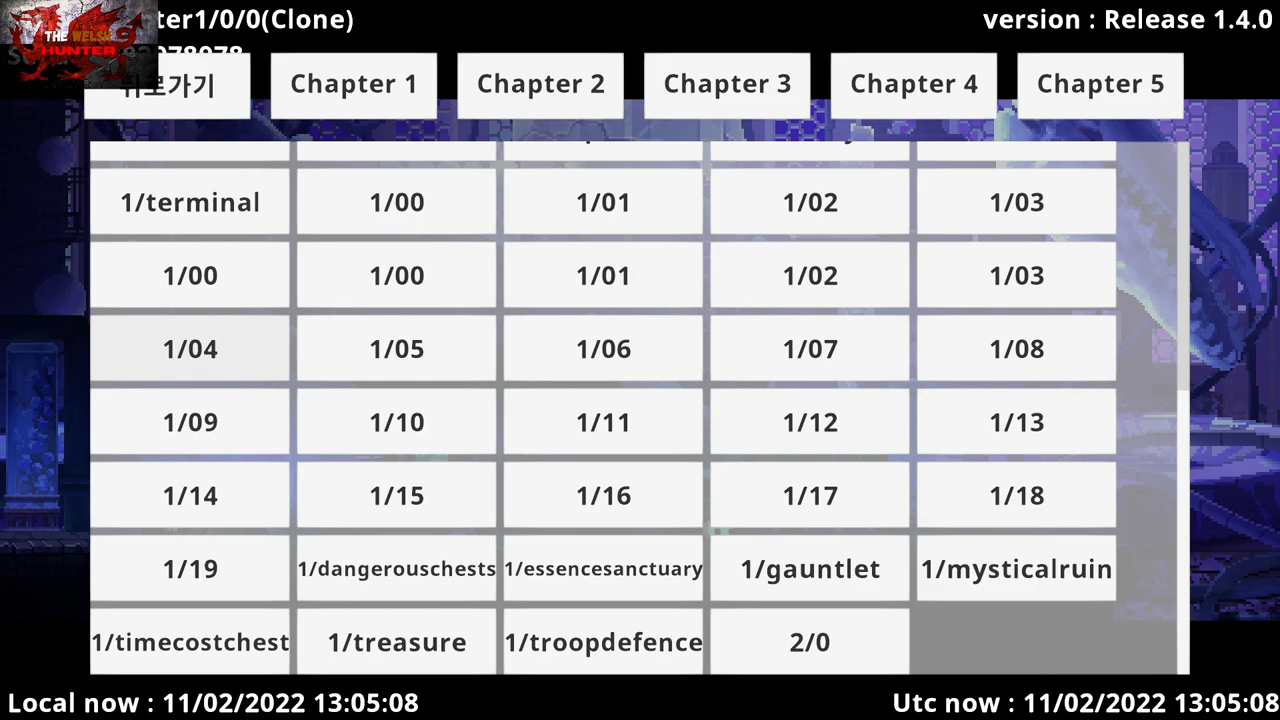 ter1/0/0(Clone)
version : Release 1.4.0
THE WELSH
HUNTER
뒤로가기
Chapter 1
Chapter 2
Chapter 3
Chapter 4
Chapter 5
1/terminal 1/00 1/01 1/02 1/03
1/00 1/00 1/01 1/02 1/03
1/04 1/05 1/06 1/07 1/08
1/09 1/10 1/11 1/12 1/13
1/14 1/15 1/16 1/17 1/18
1/19 1/dangerouschests 1/essencesanctuary 1/gauntlet 1/mysticalruin
1/timecostchest 1/treasure 1/troopdefence 2/0
Local now : 11/02/2022 13:05:08
Utc now : 11/02/2022 13:05:08